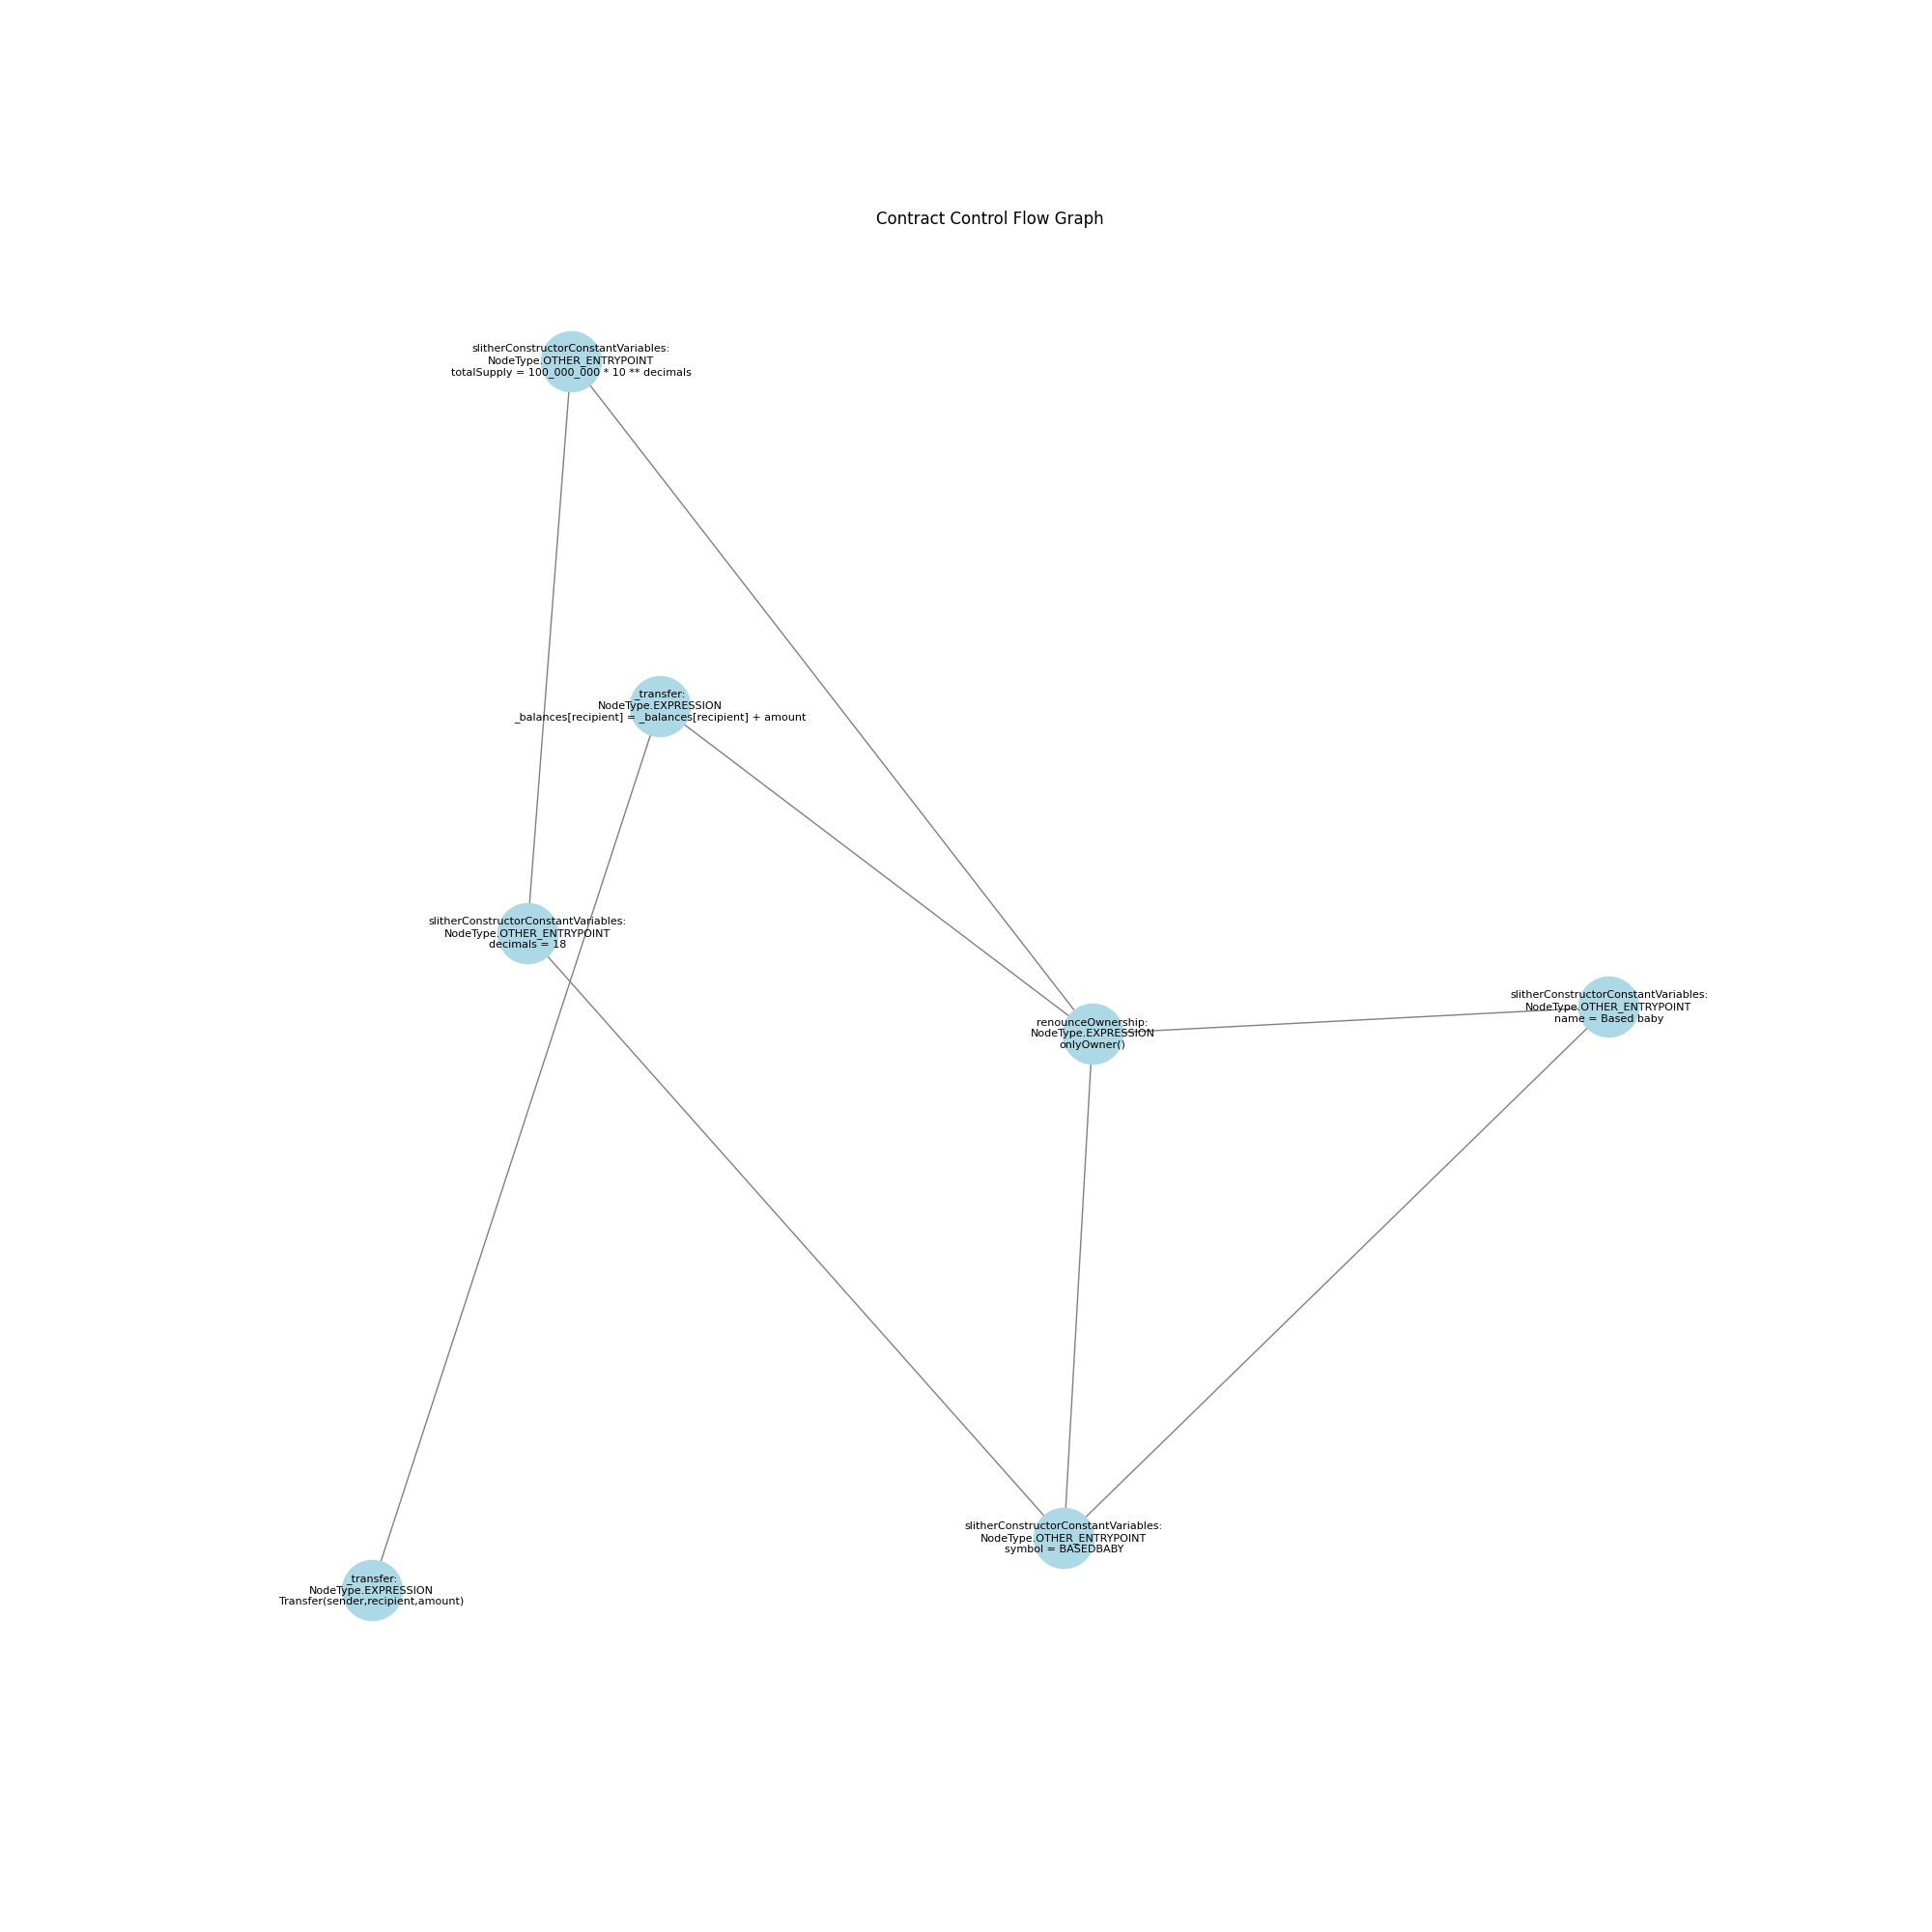 Contract Control Flow Graph
slitherConstructorConstantVariables:
NodeType.OTHER_ENTRYPOINT
totalSupply = 100_000_000 * 10 ** decimals
_transfer:
NodeType.EXPRESSION
_balances[recipient] = _balances[recipient] + amount
slitherConstructorConstantVariables:
NodeType.OTHER_ENTRYPOINT
decimals = 18
slitherConstructorConstantVariables:
NodeType.OTHER_ENTRYPOINT
name = Based baby
renounceOwnership:
NodeType.EXPRESSION
onlyOwner()
slitherConstructorConstantVariables:
NodeType.OTHER_ENTRYPOINT
symbol = BASEDBABY
_transfer:
NodeType.EXPRESSION
Transfer(sender,recipient,amount)